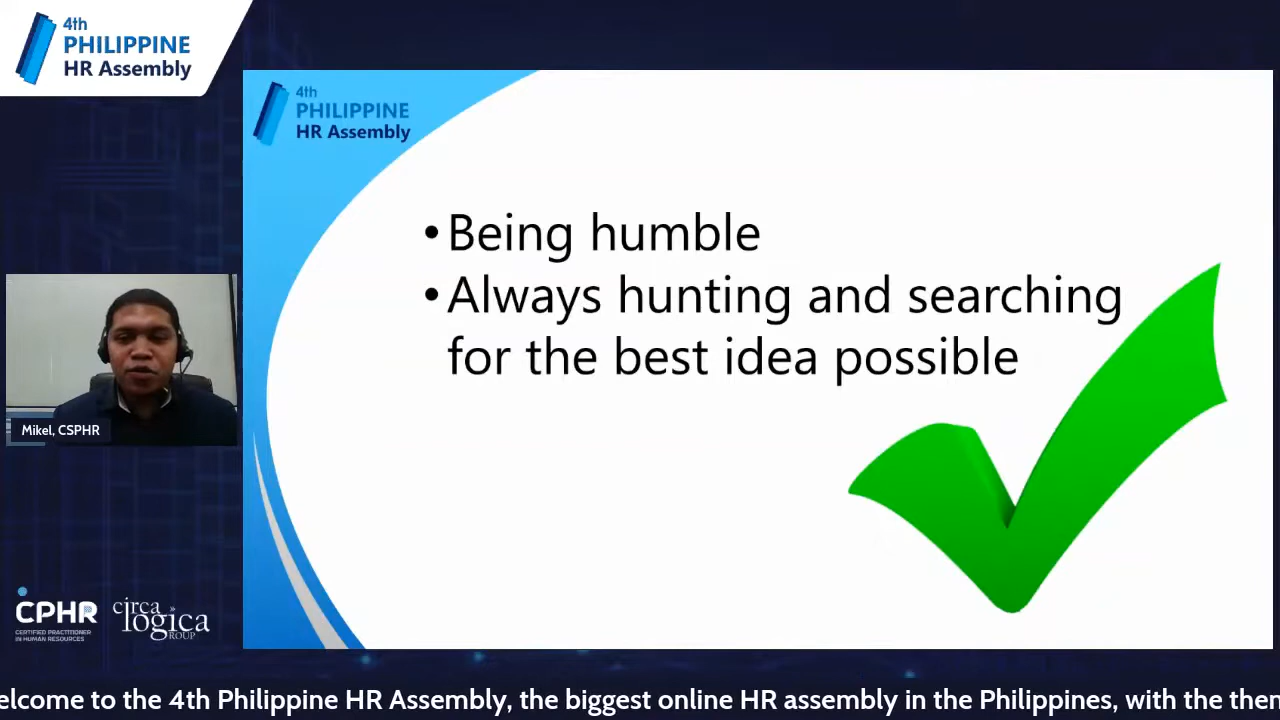 4th
PHILIPPINE
HR Assembly
4th
PHILIPPINE
HR Assembly
• Being humble
• Always hunting and searching
for the best idea possible
Mikel, CSPHR
CPHR
CERTIFIED PRACTITIONER
IN HUMAN RESOURCES
circa
logica
GROUP
elcome to the 4th Philippine HR Assembly, the biggest online HR assembly in the Philippines, with the then